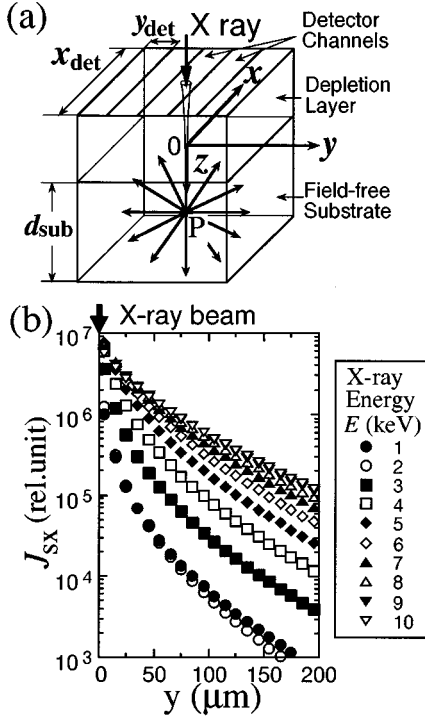 (a)
y_det X ray
Detector
Channels
x_det
x
Depletion
Layer
0
y
z
Field-free
Substrate
d_sub
P
(b)
X-ray beam
10^7
10^6
10^5
10^4
10^3
J_SX (rel.unit)
0 50 100 150 200
y (μm)
X-ray
Energy
E (keV)
1
2
3
4
5
6
7
8
9
10